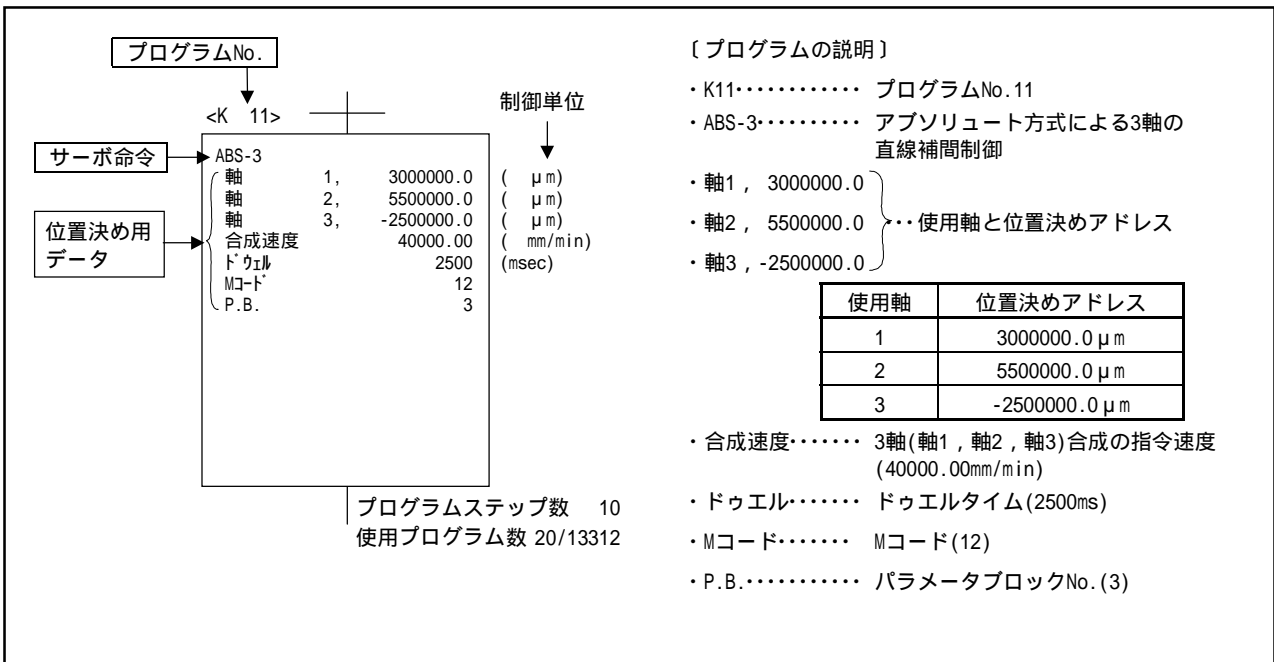 プログラムNo.
<K 11>
制御単位
サーボ命令
ABS-3
軸 1, 3000000.0 ( μm)
軸 2, 5500000.0 ( μm)
軸 3, -2500000.0 ( μm)
合成速度 40000.00 ( mm/min)
ドウェル 2500 (msec)
Mコード 12
P.B. 3
位置決め用
データ
プログラムステップ数 10
使用プログラム数 20/13312
〔プログラムの説明〕
・K11・・・・・・・・・・・・ プログラムNo.11
・ABS-3・・・・・・・・・・ アブソリュート方式による3軸の
直線補間制御
・軸1, 3000000.0
・軸2, 5500000.0 ・・使用軸と位置決めアドレス
・軸3,-2500000.0
使用軸 位置決めアドレス
1 3000000.0μm
2 5500000.0μm
3 -2500000.0μm
・合成速度・・・・・・・ 3軸(軸1,軸2,軸3)合成の指令速度
(40000.00mm/min)
・ドゥエル・・・・・・・ ドゥエルタイム(2500ms)
・Mコード・・・・・・・ Mコード(12)
・P.B.・・・・・・・・・・・ パラメータブロックNo.(3)